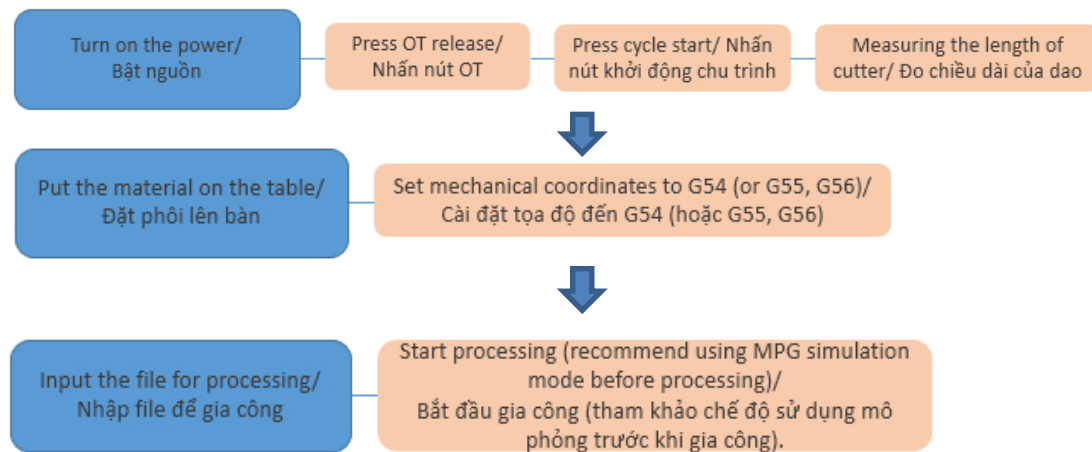 Turn on the power/
Bật nguồn
Press OT release/
Nhấn nút OT
Press cycle start/ Nhấn
nút khởi động chu trình
Measuring the length of
cutter/ Đo chiều dài của dao
Put the material on the table/
Đặt phôi lên bàn
Set mechanical coordinates to G54 (or G55, G56)/
Cài đặt tọa độ đến G54 (hoặc G55, G56)
Input the file for processing/
Nhập file để gia công
Start processing (recommend using MPG simulation
mode before processing)/
Bắt đầu gia công (tham khảo chế độ sử dụng mô
phỏng trước khi gia công).